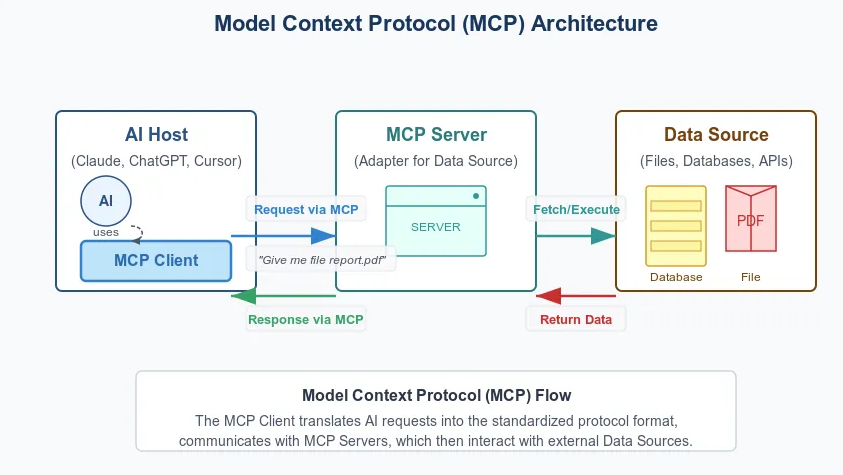 Model Context Protocol (MCP) Architecture
AI Host
(Claude, ChatGPT, Cursor)
AI
uses
MCP Client
Request via MCP
"Give me file report.pdf"
Response via MCP
MCP Server
(Adapter for Data Source)
SERVER
Fetch/Execute
Return Data
Data Source
(Files, Databases, APIs)
PDF
Database
File
Model Context Protocol (MCP) Flow
The MCP Client translates AI requests into the standardized protocol format,
communicates with MCP Servers, which then interact with external Data Sources.